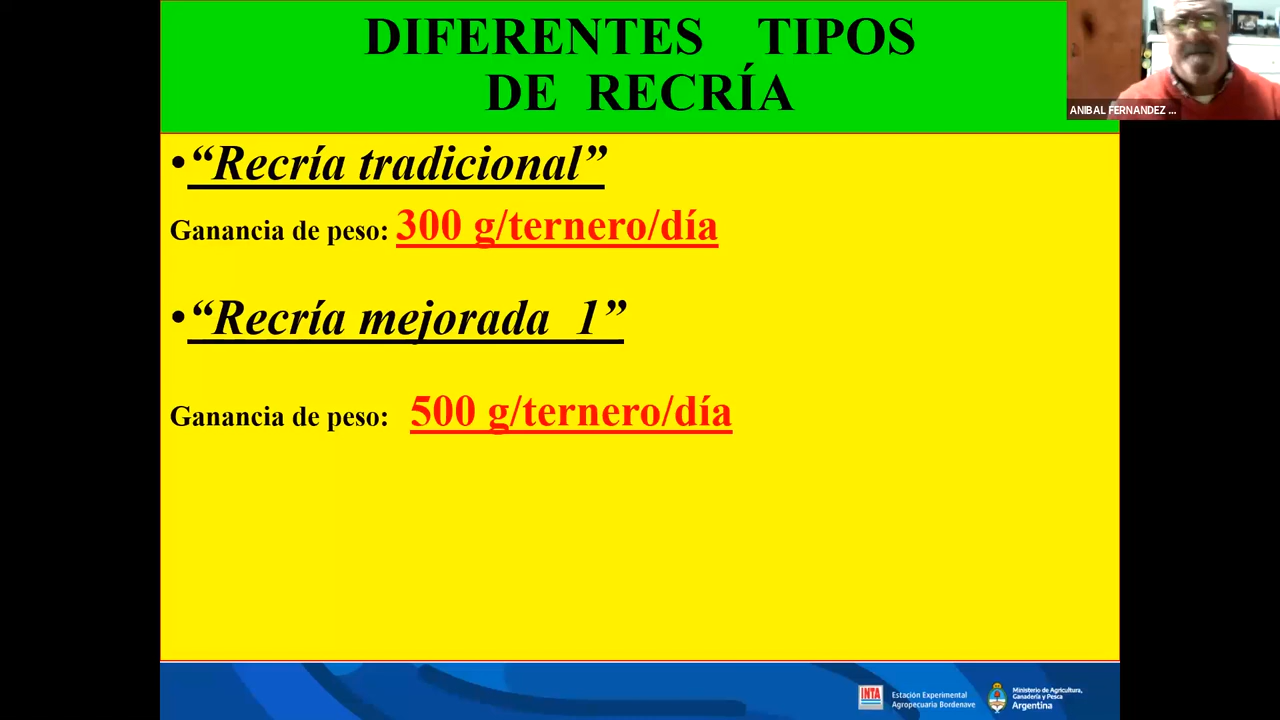 DIFERENTES TIPOS
DE RECRÍA
ANIBAL FERNANDEZ ...
•“Recría tradicional”
Ganancia de peso: 300 g/ternero/día
•“Recría mejorada 1”
Ganancia de peso: 500 g/ternero/día
INTA
Estación Experimental
Agropecuaria Bordenave
Ministerio de Agricultura,
Ganadería y Pesca
Argentina